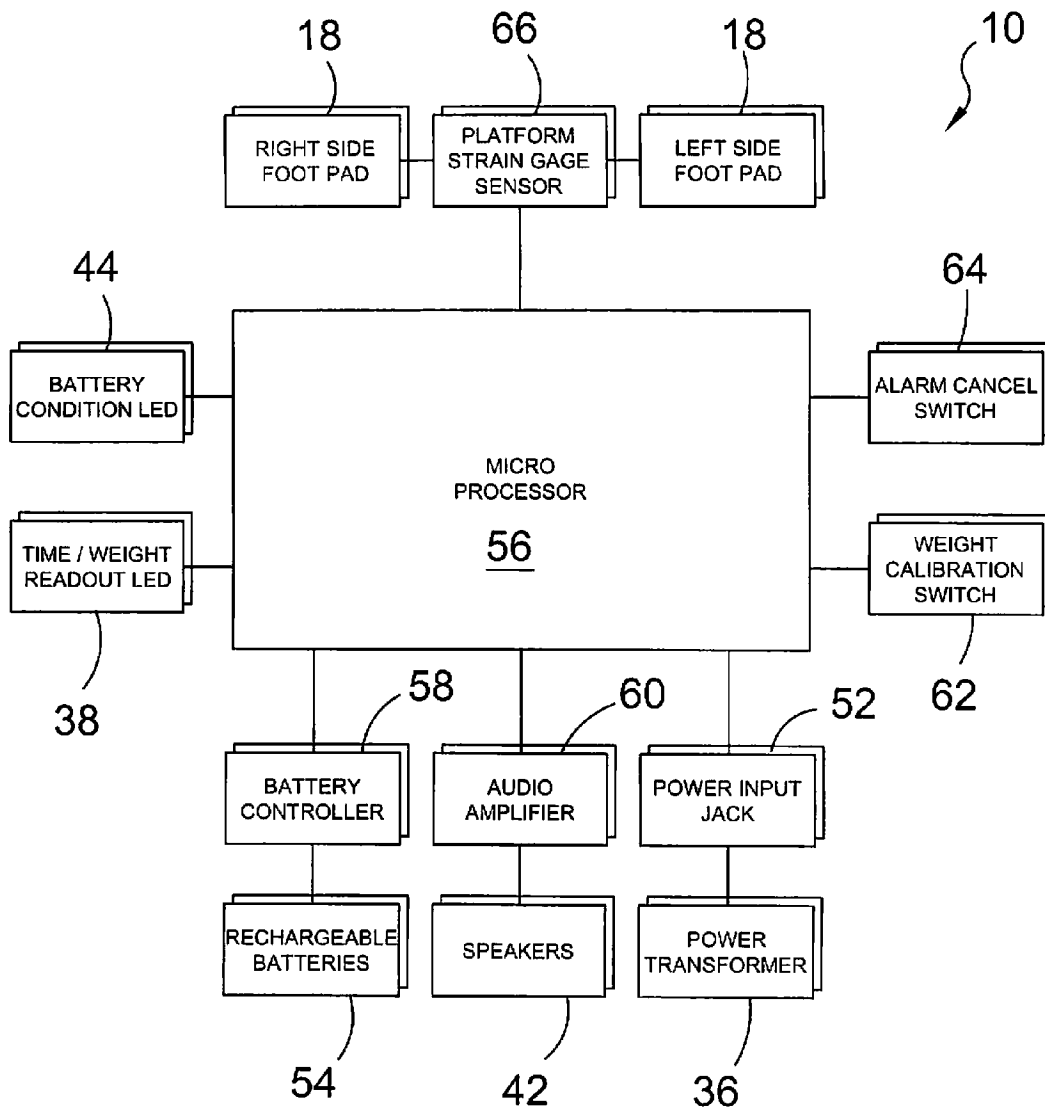 18
66
18
10
RIGHT SIDE
FOOT PAD
PLATFORM
STRAIN GAGE
SENSOR
LEFT SIDE
FOOT PAD
44
64
BATTERY
CONDITION LED
ALARM CANCEL
SWITCH
MICRO
PROCESSOR
56
TIME / WEIGHT
READOUT LED
WEIGHT
CALIBRATION
SWITCH
38
58
60
52
62
BATTERY
CONTROLLER
AUDIO
AMPLIFIER
POWER INPUT
JACK
RECHARGEABLE
BATTERIES
SPEAKERS
POWER
TRANSFORMER
54
42
36